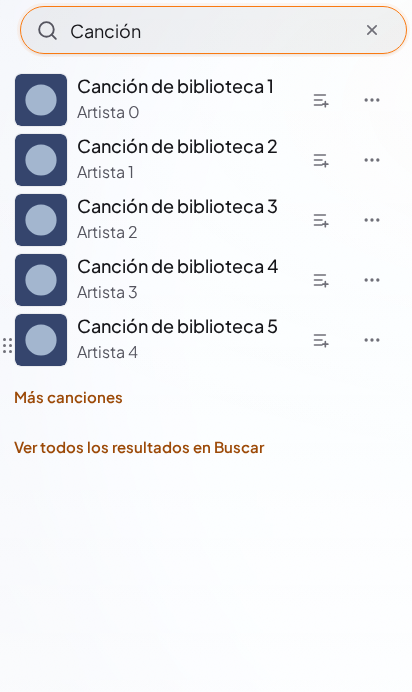 Canción
Canción de biblioteca 1
Artista 0
Canción de biblioteca 2
Artista 1
Canción de biblioteca 3
Artista 2
Canción de biblioteca 4
Artista 3
Canción de biblioteca 5
Artista 4
Más canciones
Ver todos los resultados en Buscar